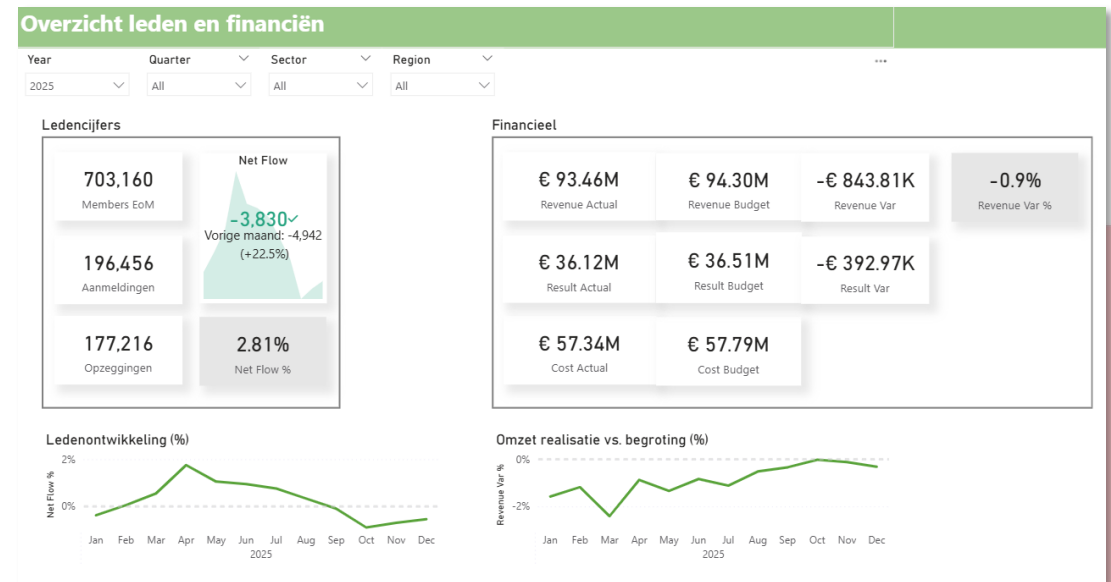 Overzicht leden en financiën
Year Quarter Sector Region
2025 All All All
Ledencijfers
703,160
Members EoM
Net Flow
-3,830
Vorige maand: -4,942
(+22.5%)
196,456
Aanmeldingen
177,216
Opzeggingen
2.81%
Net Flow %
Financieel
€ 93.46M
Revenue Actual
€ 94.30M
Revenue Budget
-€ 843.81K
Revenue Var
-0.9%
Revenue Var %
€ 36.12M
Result Actual
€ 36.51M
Result Budget
-€ 392.97K
Result Var
€ 57.34M
Cost Actual
€ 57.79M
Cost Budget
Ledenontwikkeling (%)
Net Flow %
2%
0%
Jan Feb Mar Apr May Jun Jul Aug Sep Oct Nov Dec
2025
Omzet realisatie vs. begroting (%)
Revenue Var %
0%
-2%
Jan Feb Mar Apr May Jun Jul Aug Sep Oct Nov Dec
2025